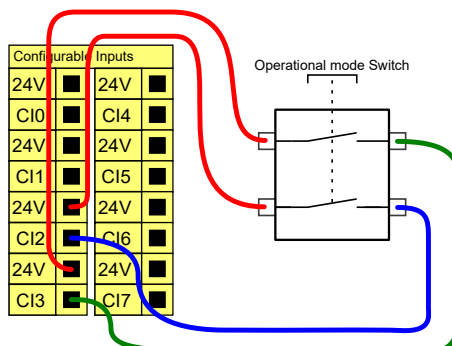 Configurable Inputs
Operational mode Switch
24V 24V
CI0 CI4
24V 24V
CI1 CI5
24V 24V
CI2 CI6
24V 24V
CI3 CI7